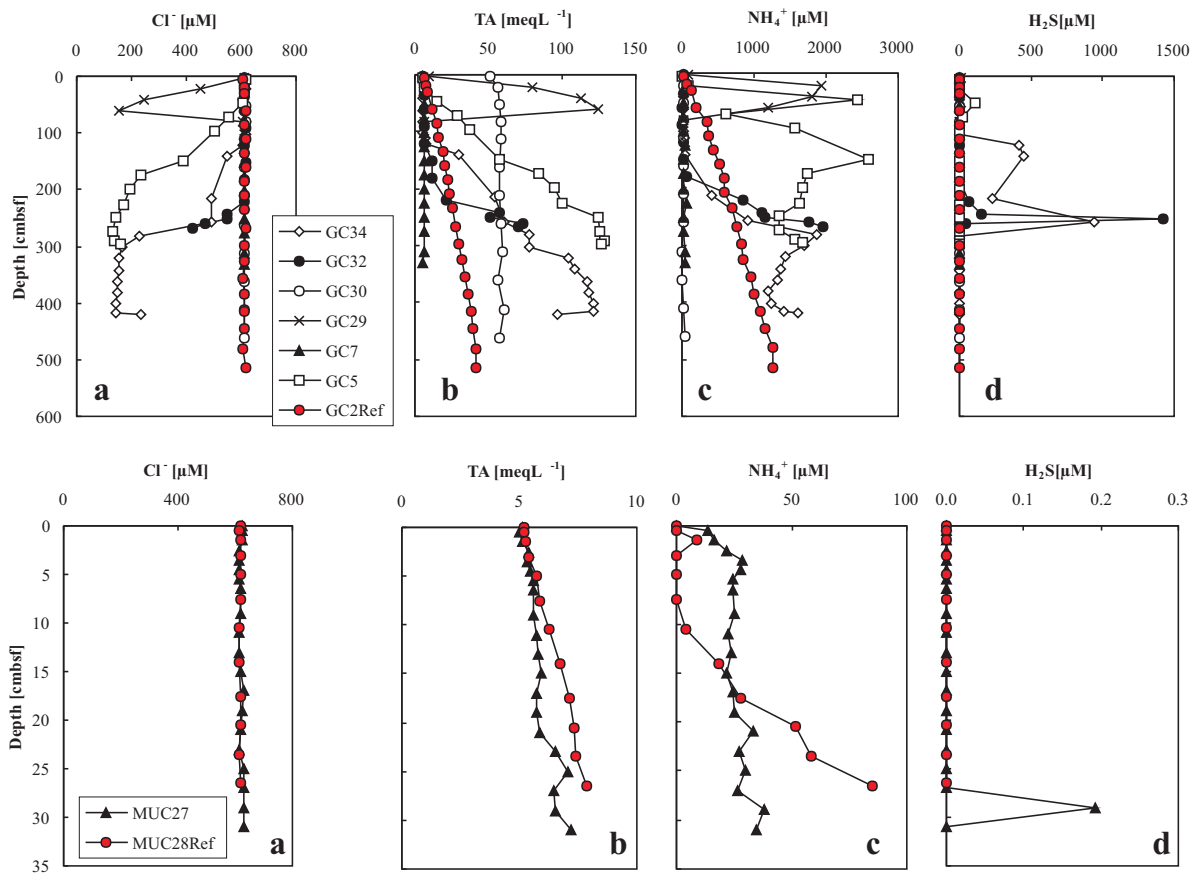 Cl⁻ [µM]
TA [meqL ⁻¹]
NH₄⁺ [µM]
H₂S[µM]
0 200 400 600 800
0 50 100 150
0 1000 2000 3000
0 500 1000 1500
0
100
200
300
400
500
600
Depth [cmbsf]
GC34
GC32
GC30
GC29
GC7
GC5
GC2Ref
a
b
c
d
Cl⁻ [µM]
TA [meqL ⁻¹]
NH₄⁺ [µM]
H₂S[µM]
0 400 800
0 5 10
0 50 100
0.0 0.1 0.2 0.3
0
5
10
15
20
25
30
35
Depth [cmbsf]
MUC27
MUC28Ref
a
b
c
d